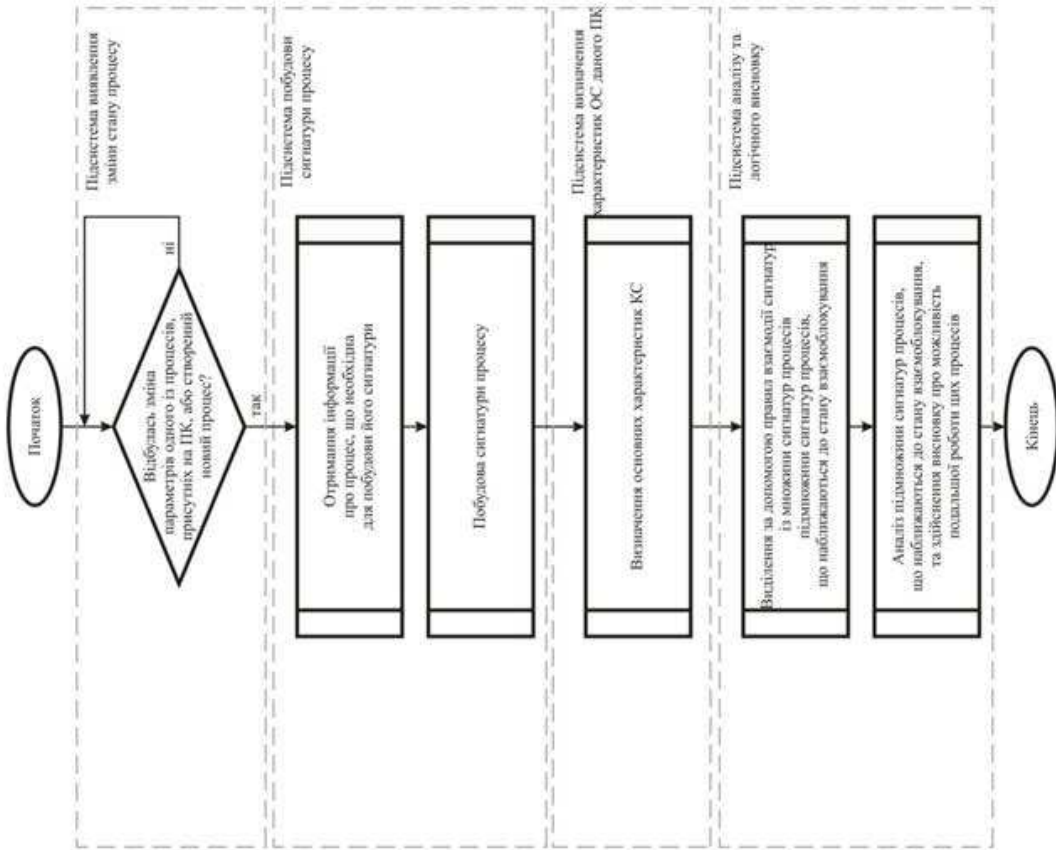 Початок
Підсистема виявлення
зміни стану процесу
Відбулась зміна
параметрів одного із процесів,
присутніх на ПК, або створений
новий процес?
ні
так
Підсистема побудови
сигнатури процесу
Отримання інформації
про процес, що необхідна
для побудови його сигнатури
Побудова сигнатури процесу
Підсистема визначення
характеристик ОС даного ПК
Визначення основних характеристик КС
Підсистема аналізу та
логічного висновку
Виділення за допомогою правил взаємодії сигнатур
із множини сигнатур процесів
підмножини сигнатур процесів,
що наближаються до стану взаємоблокування
Аналіз підмножини сигнатур процесів,
що наближаються до стану взаємоблокування,
та здійснення висновку про можливість
подальшої роботи цих процесів
Кінець